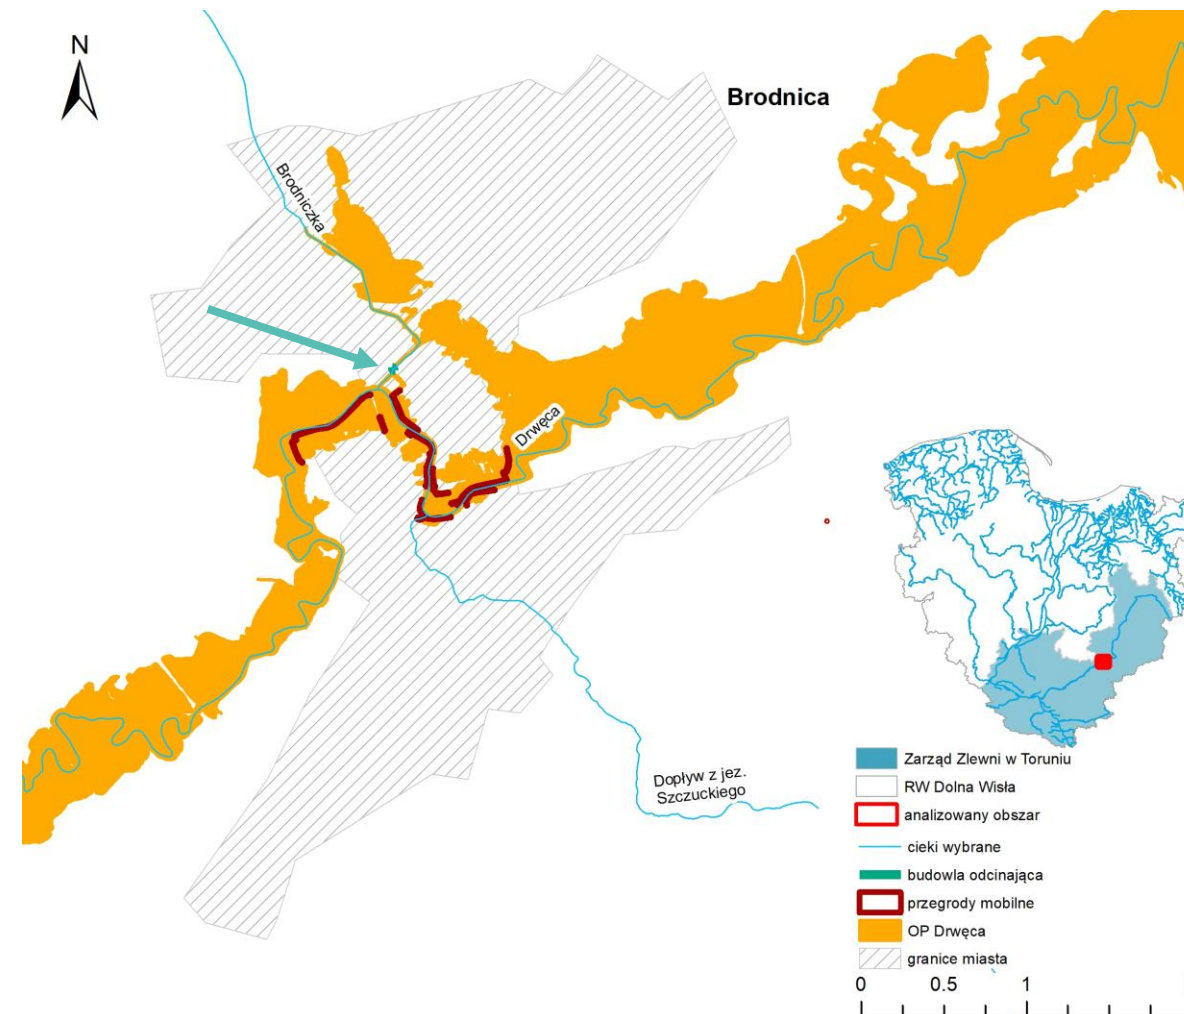 N
Brodnica
Brodniczka
Drwęca
Dopływ z jez.
Szczuckiego
Zarząd Zlewni w Toruniu
RW Dolna Wisła
analizowany obszar
cieki wybrane
budowla odcinająca
przegrody mobilne
OP Drwęca
granice miasta
0 0.5 1